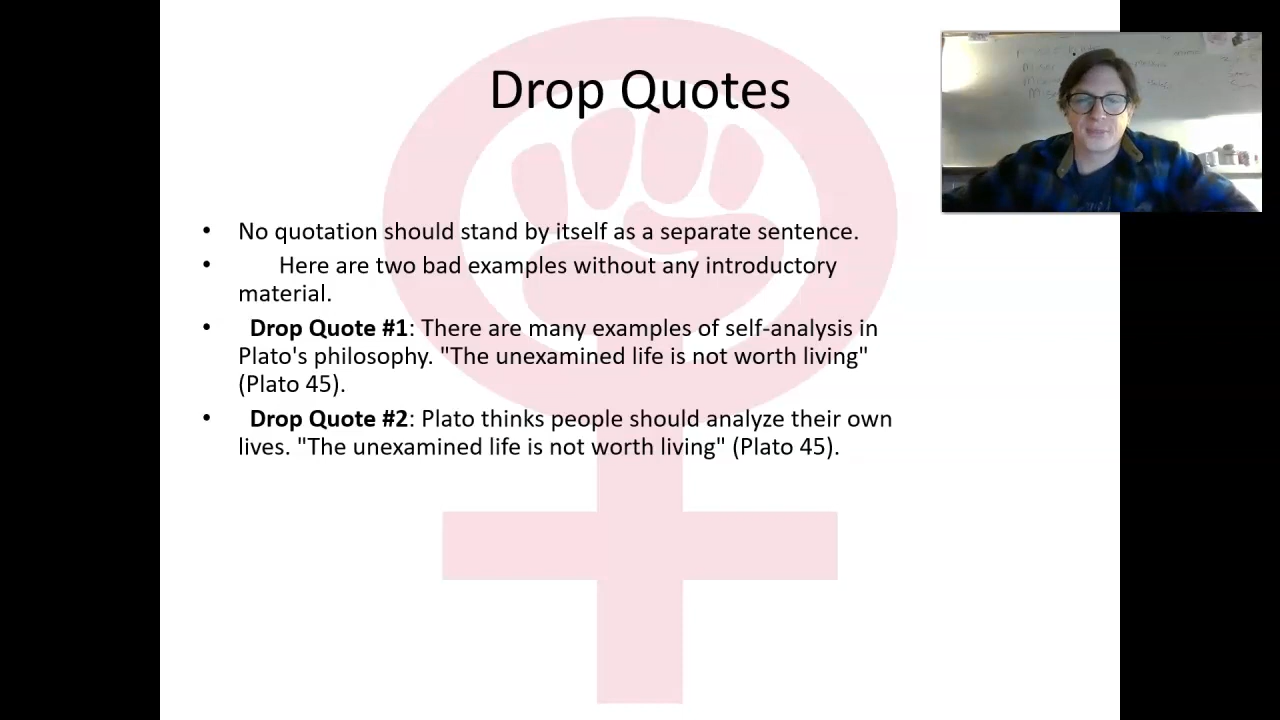 Drop Quotes
• No quotation should stand by itself as a separate sentence.
• Here are two bad examples without any introductory
material.
• Drop Quote #1: There are many examples of self-analysis in
Plato's philosophy. "The unexamined life is not worth living"
(Plato 45).
• Drop Quote #2: Plato thinks people should analyze their own
lives. "The unexamined life is not worth living" (Plato 45).